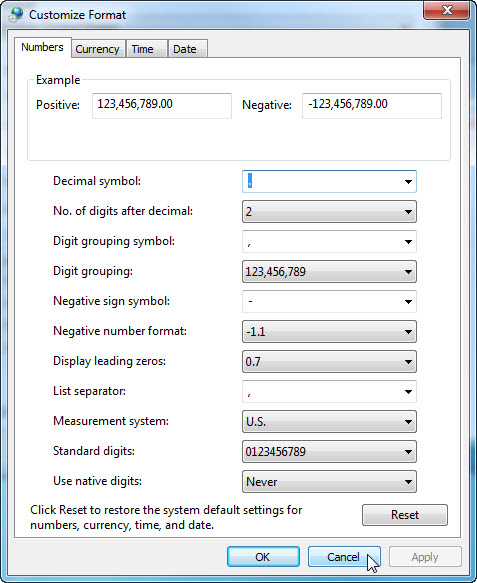 Customize Format
Numbers Currency Time Date
Example
Positive: 123,456,789.00 Negative: -123,456,789.00
Decimal symbol: .
No. of digits after decimal: 2
Digit grouping symbol: ,
Digit grouping: 123,456,789
Negative sign symbol: -
Negative number format: -1.1
Display leading zeros: 0.7
List separator: ,
Measurement system: U.S.
Standard digits: 0123456789
Use native digits: Never
Click Reset to restore the system default settings for
numbers, currency, time, and date.
Reset
OK Cancel Apply